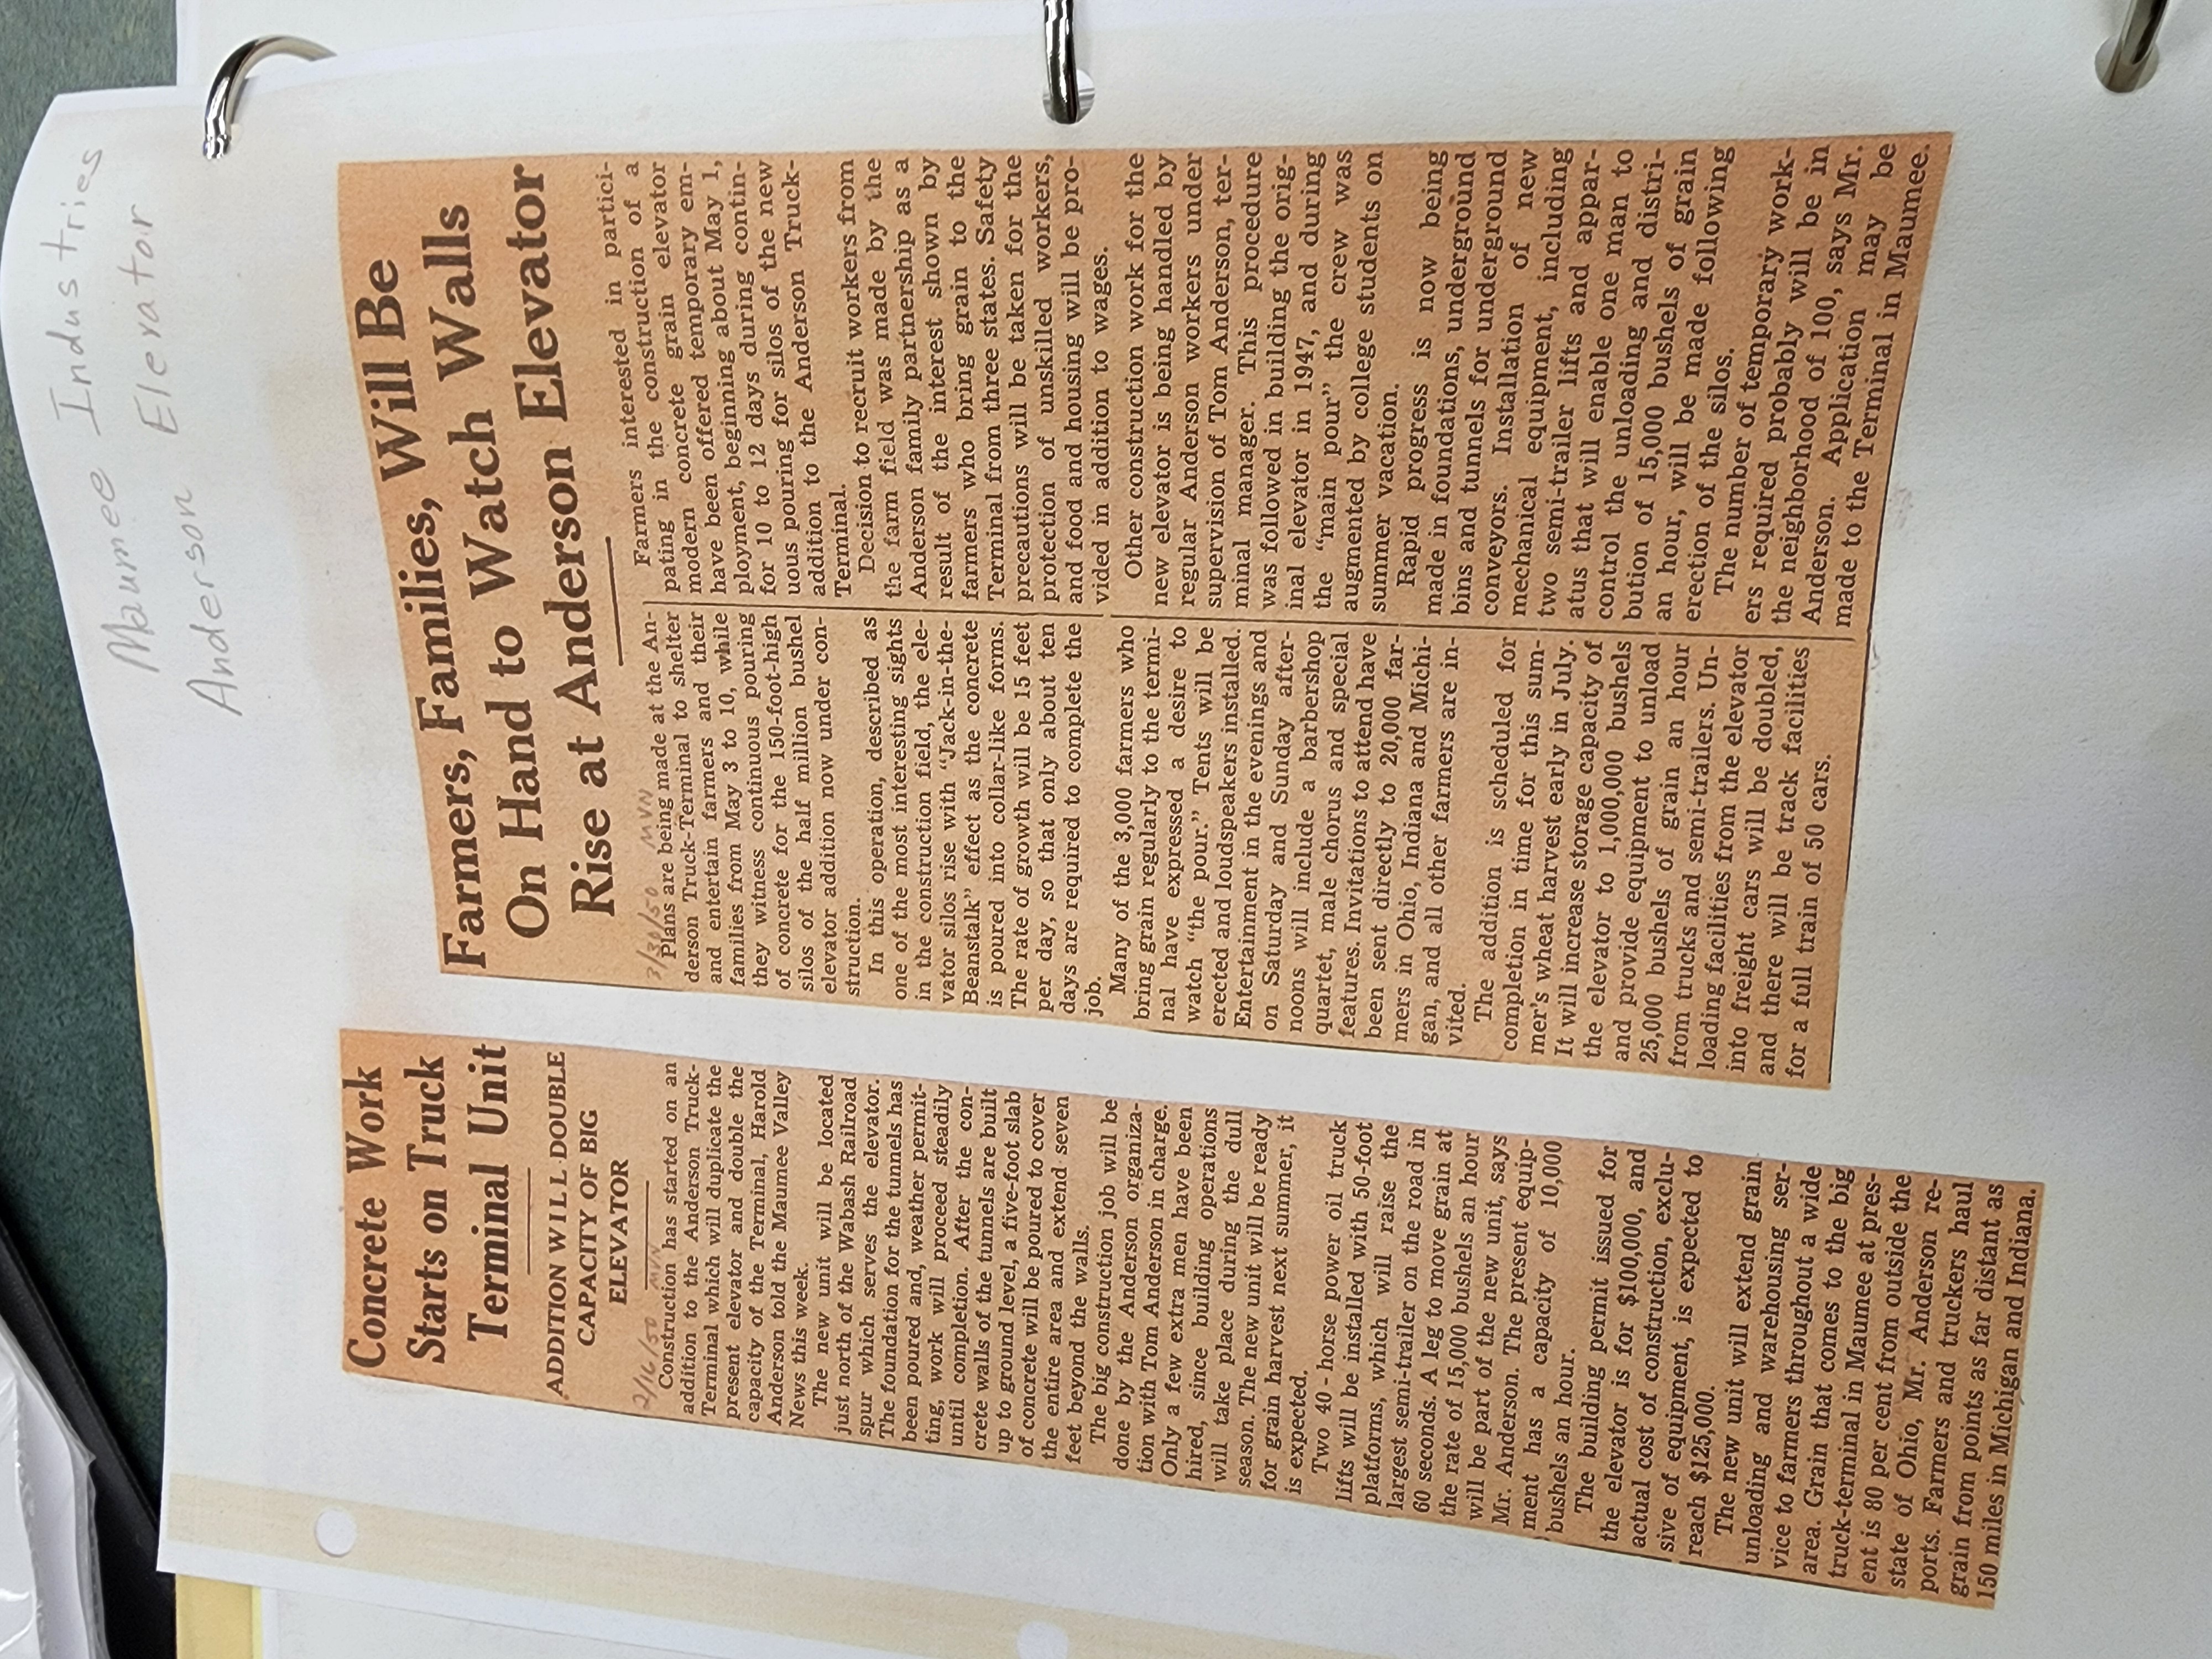 Maumee Industries
Anderson Elevator
Concrete Work
Starts on Truck
Terminal Unit
ADDITION WILL DOUBLE
CAPACITY OF BIG
ELEVATOR
2/16/50 MVN
Construction has started on an
addition to the Anderson Truck-
Terminal which will duplicate the
present elevator and double the
capacity of the Terminal, Harold
Anderson told the Maumee Valley
News this week.
The new unit will be located
just north of the Wabash Railroad
spur which serves the elevator.
The foundation for the tunnels has
been poured and, weather permit-
ting, work will proceed steadily
until completion. After the con-
crete walls of the tunnels are built
up to ground level, a five-foot slab
of concrete will be poured to cover
the entire area and extend seven
feet beyond the walls.
The big construction job will be
done by the Anderson organiza-
tion with Tom Anderson in charge.
Only a few extra men have been
hired, since building operations
will take place during the dull
season. The new unit will be ready
for grain harvest next summer, it
is expected.
Two 40-horse power oil truck
lifts will be installed with 50-foot
platforms, which will raise the
largest semi-trailer on the road in
60 seconds. A leg to move grain at
the rate of 15,000 bushels an hour
will be part of the new unit, says
Mr. Anderson. The present equip-
ment has a capacity of 10,000
bushels an hour.
The building permit issued for
the elevator is for $100,000, and
actual cost of construction, exclu-
sive of equipment, is expected to
reach $125,000.
The new unit will extend grain
unloading and warehousing ser-
vice to farmers throughout a wide
area. Grain that comes to the big
truck-terminal in Maumee at pres-
ent is 80 per cent from outside the
state of Ohio, Mr. Anderson re-
ports. Farmers and truckers haul
grain from points as far distant as
150 miles in Michigan and Indiana.
Farmers, Families, Will Be
On Hand to Watch Walls
Rise at Anderson Elevator
3/30/50 MVN
Plans are being made at the An-
derson Truck-Terminal to shelter
and entertain farmers and their
families from May 3 to 10, while
they witness continuous pouring
of concrete for the 150-foot-high
silos of the half million bushel
elevator addition now under con-
struction.
In this operation, described as
one of the most interesting sights
in the construction field, the ele-
vator silos rise with "Jack-in-the-
Beanstalk" effect as the concrete
is poured into collar-like forms.
The rate of growth will be 15 feet
per day, so that only about ten
days are required to complete the
job.
Many of the 3,000 farmers who
bring grain regularly to the termi-
nal have expressed a desire to
watch "the pour." Tents will be
erected and loudspeakers installed.
Entertainment in the evenings and
on Saturday and Sunday after-
noons will include a barbershop
quartet, male chorus and special
features. Invitations to attend have
been sent directly to 20,000 far-
mers in Ohio, Indiana and Michi-
gan, and all other farmers are in-
vited.
The addition is scheduled for
completion in time for this sum-
mer's wheat harvest early in July.
It will increase storage capacity of
the elevator to 1,000,000 bushels
and provide equipment to unload
25,000 bushels of grain an hour
from trucks and semi-trailers. Un-
loading facilities from the elevator
into freight cars will be doubled,
and there will be track facilities
for a full train of 50 cars.
Farmers interested in partici-
pating in the construction of a
modern concrete grain elevator
have been offered temporary em-
ployment, beginning about May 1,
for 10 to 12 days during contin-
uous pouring for silos of the new
addition to the Anderson Truck-
Terminal.
Decision to recruit workers from
the farm field was made by the
Anderson family partnership as a
result of the interest shown by
farmers who bring grain to the
Terminal from three states. Safety
precautions will be taken for the
protection of unskilled workers,
and food and housing will be pro-
vided in addition to wages.
Other construction work for the
new elevator is being handled by
regular Anderson workers under
supervision of Tom Anderson, ter-
minal manager. This procedure
was followed in building the orig-
inal elevator in 1947, and during
the "main pour" the crew was
augmented by college students on
summer vacation.
Rapid progress is now being
made in foundations, underground
bins and tunnels for underground
conveyors. Installation of new
mechanical equipment, including
two semi-trailer lifts and appar-
atus that will enable one man to
control the unloading and distri-
bution of 15,000 bushels of grain
an hour, will be made following
erection of the silos.
The number of temporary work-
ers required probably will be in
the neighborhood of 100, says Mr.
Anderson. Application may be
made to the Terminal in Maumee.